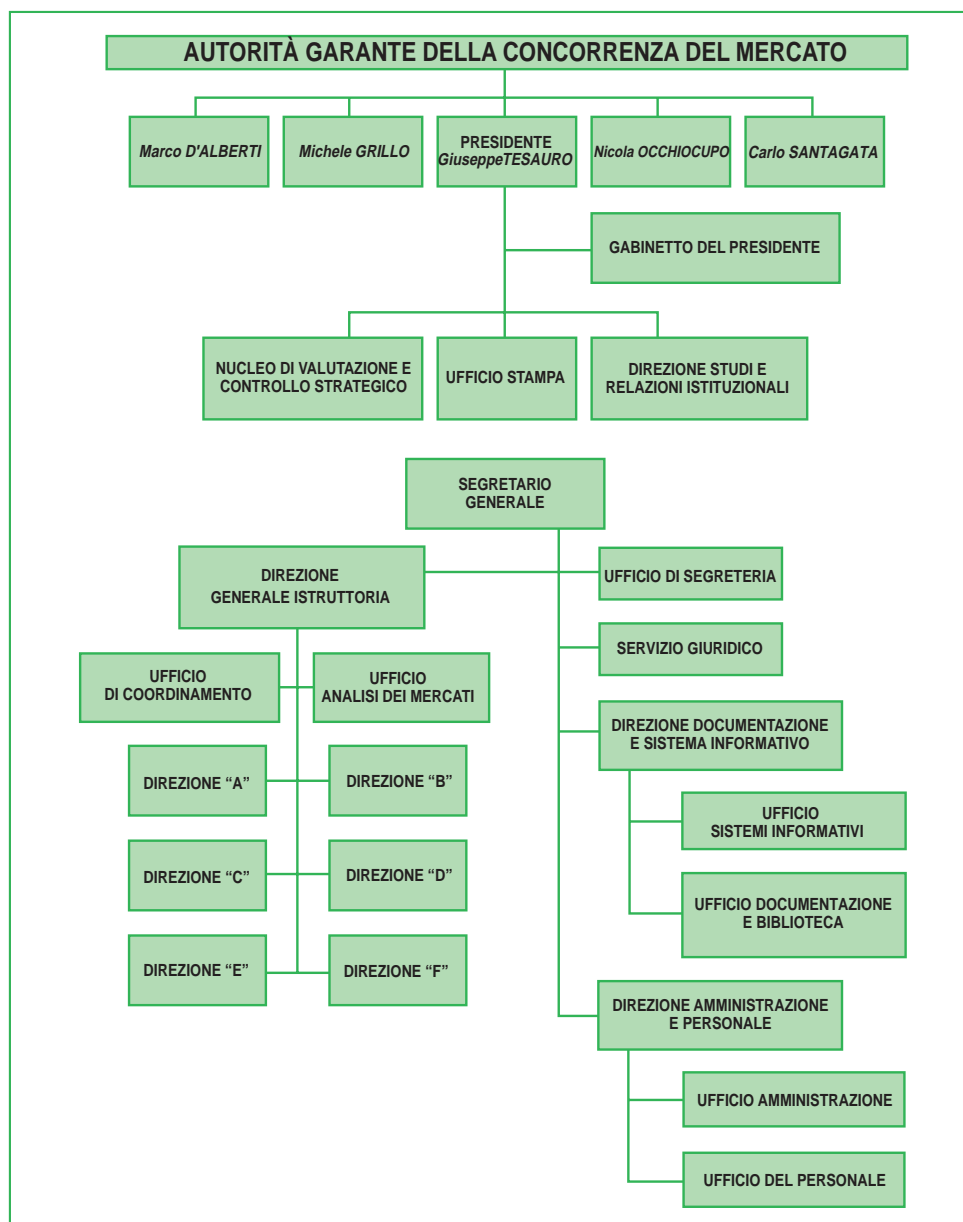 AUTORITÀ GARANTE DELLA CONCORRENZA DEL MERCATO
Marco D'ALBERTI
Michele GRILLO
PRESIDENTE
GiuseppeTESAURO
Nicola OCCHIOCUPO
Carlo SANTAGATA
GABINETTO DEL PRESIDENTE
NUCLEO DI VALUTAZIONE E
CONTROLLO STRATEGICO
UFFICIO STAMPA
DIREZIONE STUDI E
RELAZIONI ISTITUZIONALI
SEGRETARIO
GENERALE
DIREZIONE
GENERALE ISTRUTTORIA
UFFICIO DI SEGRETERIA
SERVIZIO GIURIDICO
UFFICIO
DI COORDINAMENTO
UFFICIO
ANALISI DEI MERCATI
DIREZIONE DOCUMENTAZIONE
E SISTEMA INFORMATIVO
DIREZIONE “A”
DIREZIONE “B”
UFFICIO
SISTEMI INFORMATIVI
DIREZIONE “C”
DIREZIONE “D”
UFFICIO DOCUMENTAZIONE
E BIBLIOTECA
DIREZIONE “E”
DIREZIONE “F”
DIREZIONE AMMINISTRAZIONE
E PERSONALE
UFFICIO AMMINISTRAZIONE
UFFICIO DEL PERSONALE